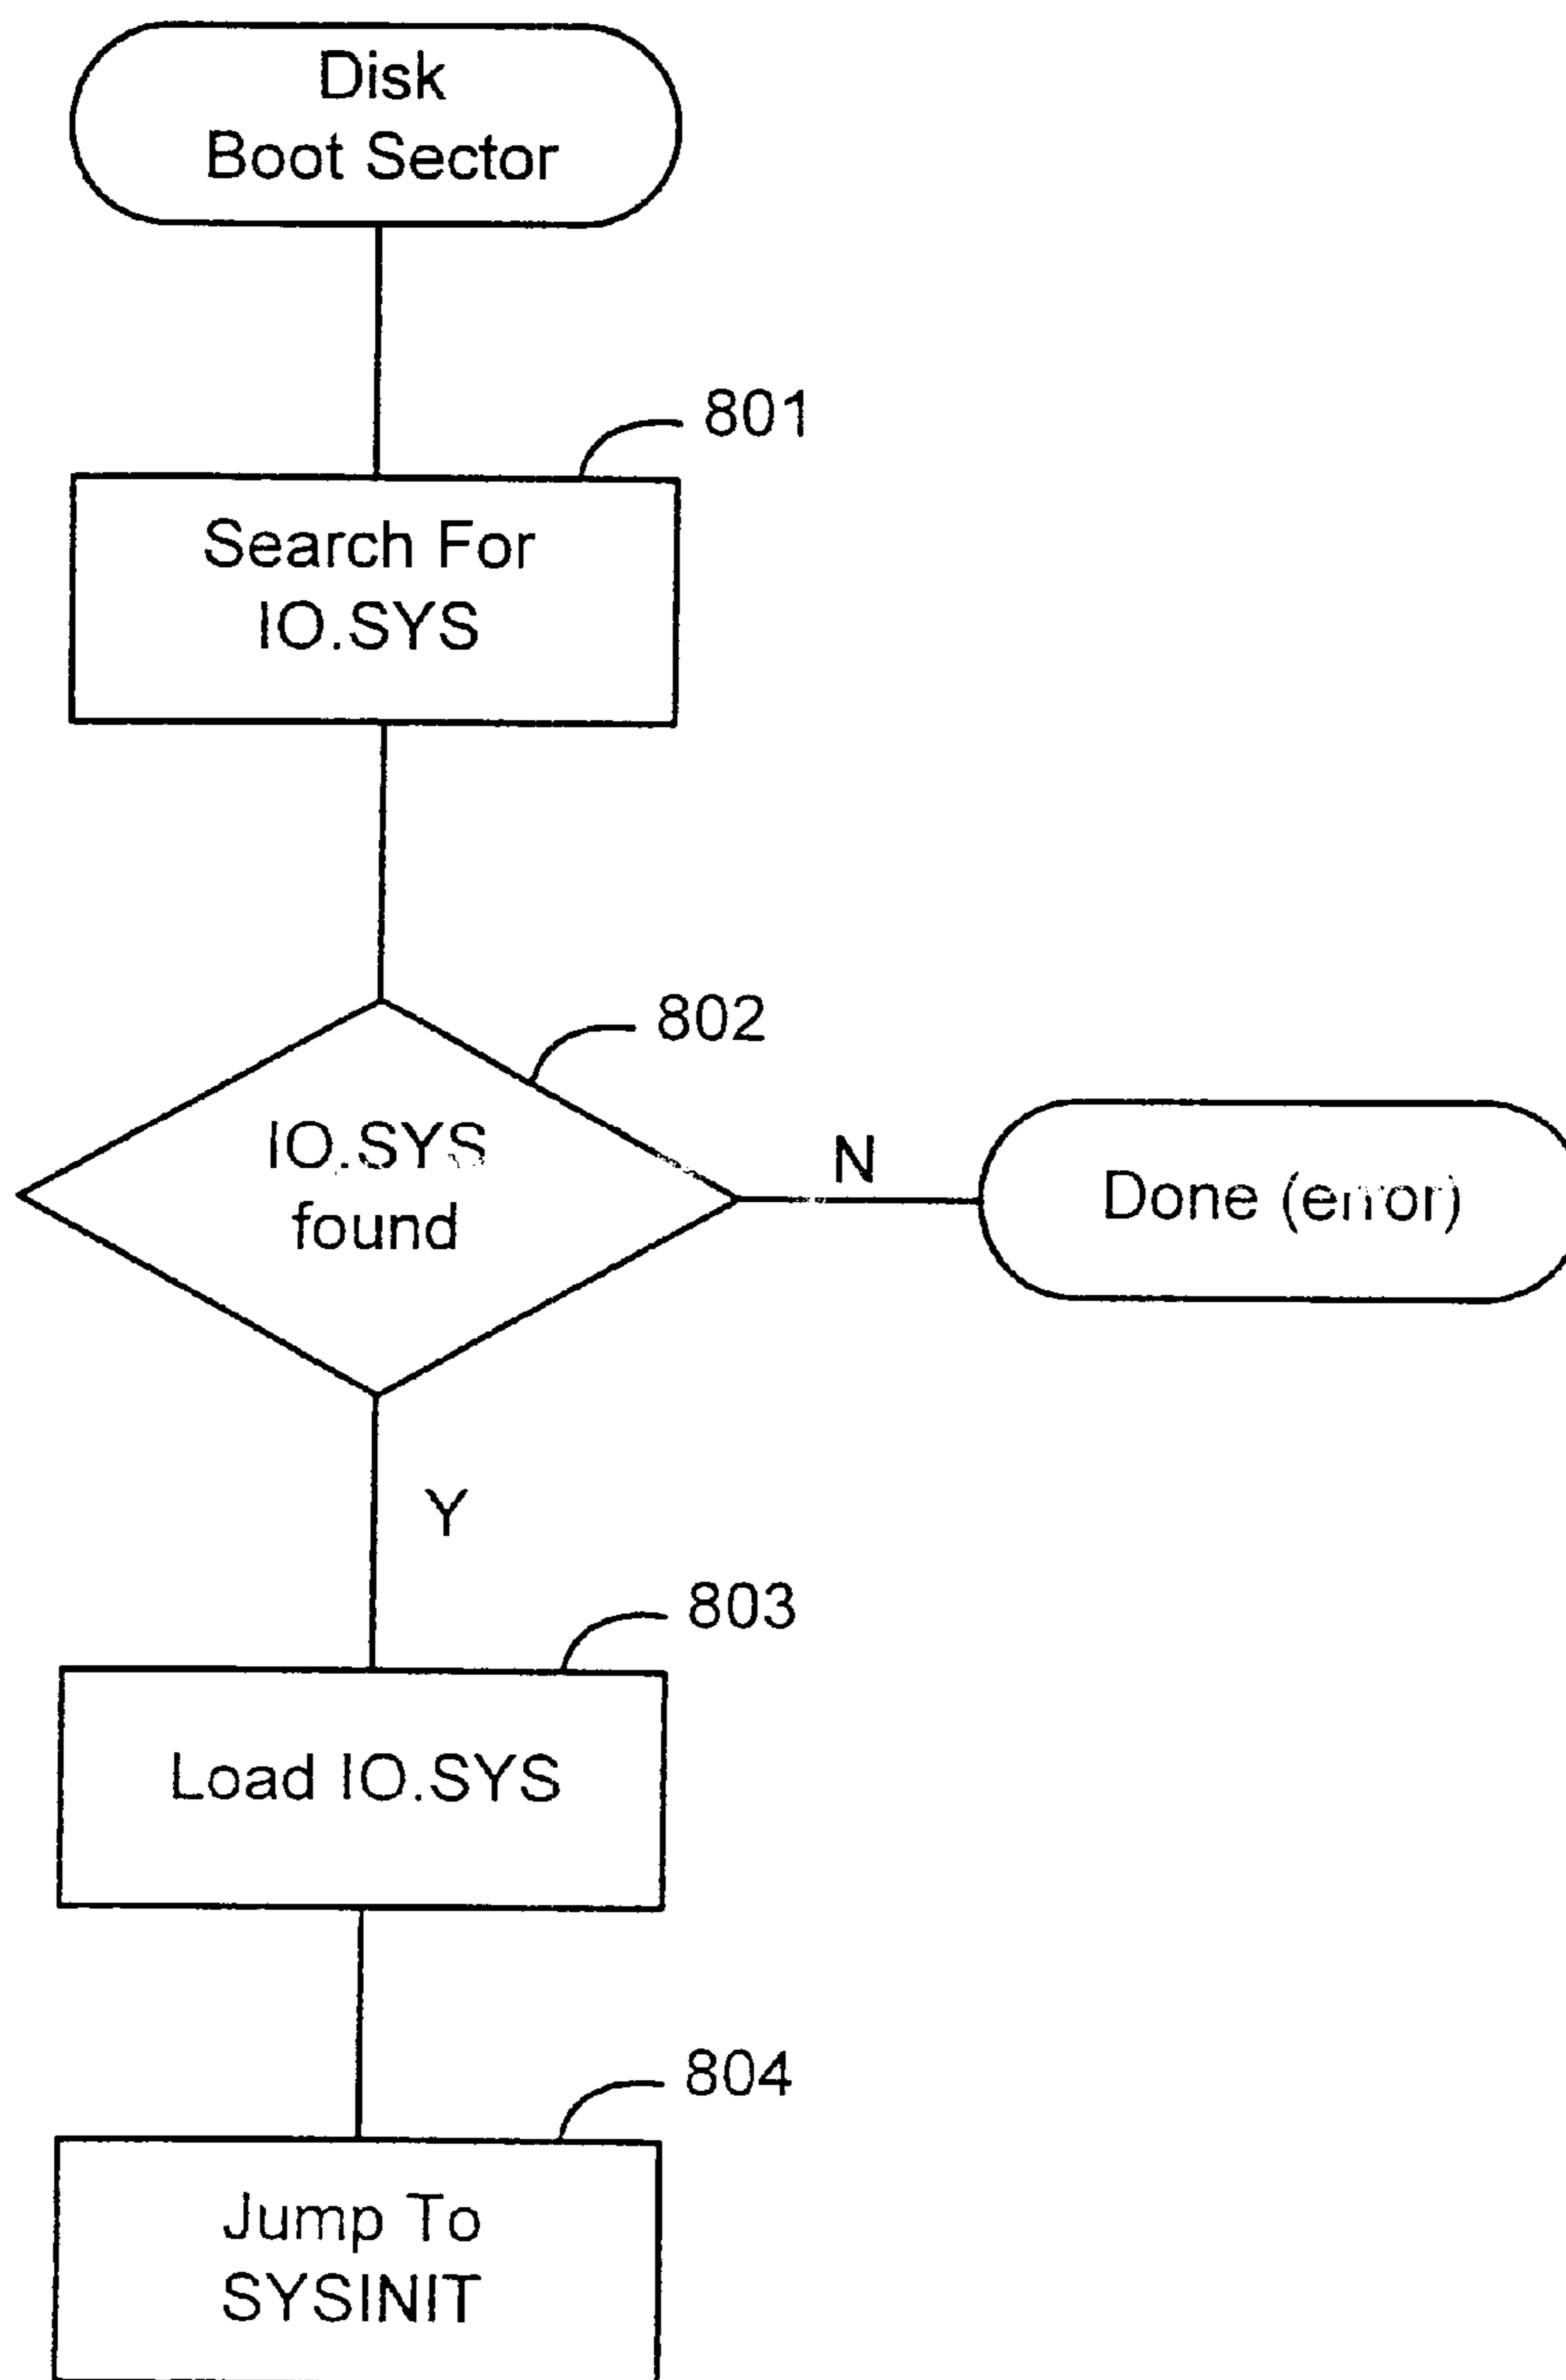 Disk
Boot Sector
801
Search For
IO.SYS
802
IO.SYS
found
N
Done (error)
Y
803
Load IO.SYS
804
Jump To
SYSINIT